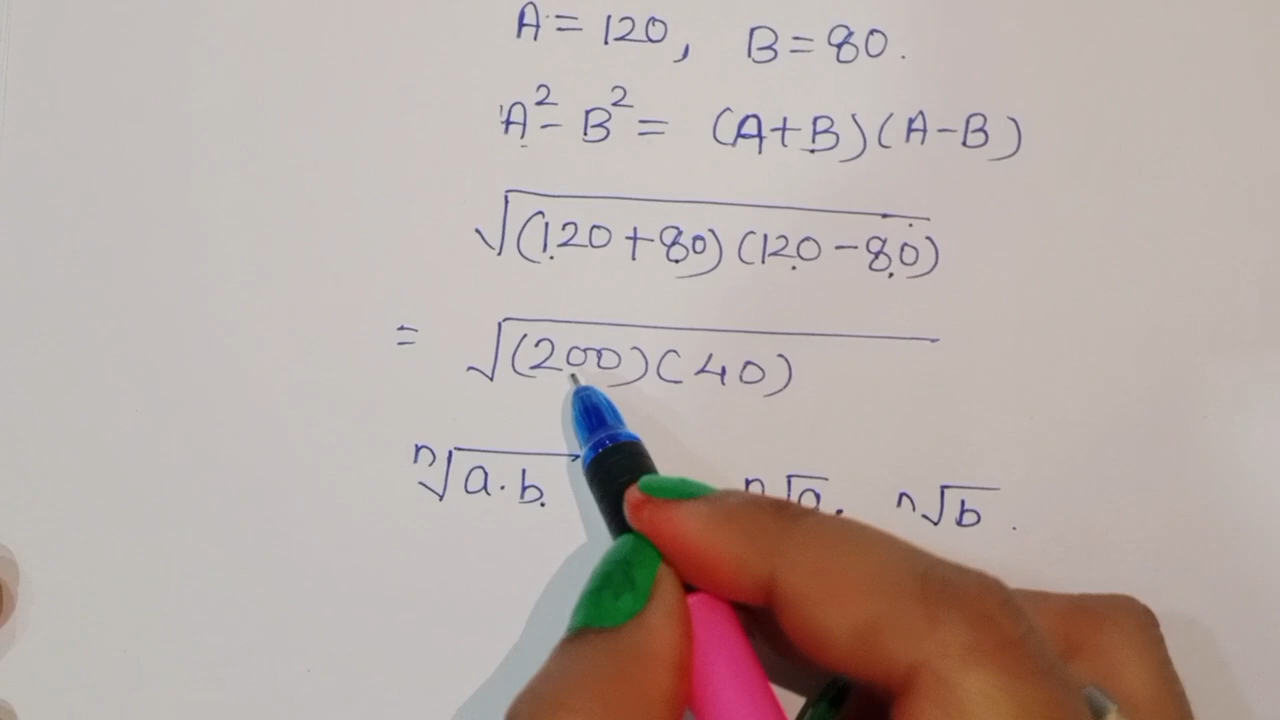 A = 120, B = 80.
A² - B² = (A+B)(A-B)
√(120+80)(120-80)
= √(200)(40)
ⁿ√a.b ⁿ√a. ⁿ√b.